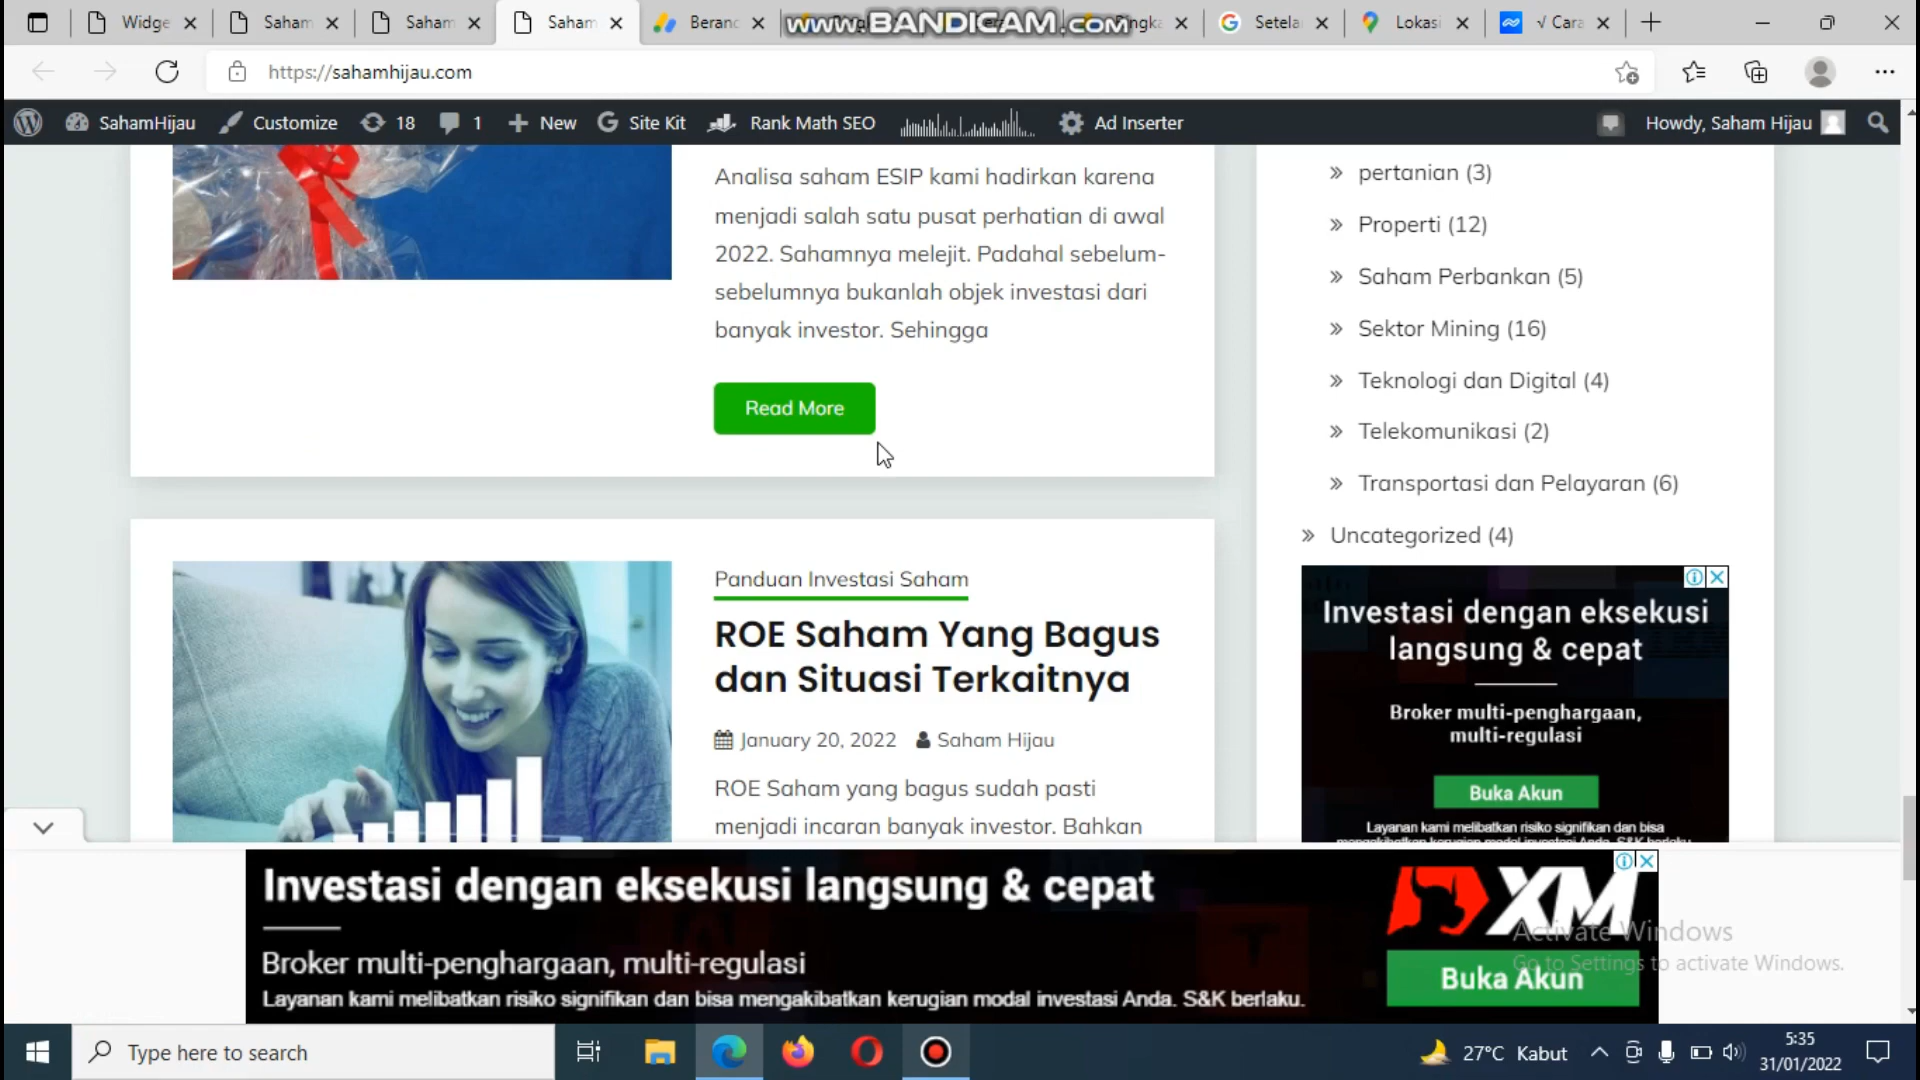 Widge
Saham
Saham
Saham
Beranc
www.BANDICAM.com
ngka
Setela
Lokasi
√ Cara
https://sahamhijau.com
SahamHijau
Customize
18
1
New
Site Kit
Rank Math SEO
Ad Inserter
Howdy, Saham Hijau
Analisa saham ESIP kami hadirkan karena
menjadi salah satu pusat perhatian di awal
2022. Sahamnya melejit. Padahal sebelum-
sebelumnya bukanlah objek investasi dari
banyak investor. Sehingga
Read More
Panduan Investasi Saham
ROE Saham Yang Bagus
dan Situasi Terkaitnya
January 20, 2022 Saham Hijau
ROE Saham yang bagus sudah pasti
menjadi incaran banyak investor. Bahkan
» pertanian (3)
» Properti (12)
» Saham Perbankan (5)
» Sektor Mining (16)
» Teknologi dan Digital (4)
» Telekomunikasi (2)
» Transportasi dan Pelayaran (6)
» Uncategorized (4)
Investasi dengan eksekusi
langsung & cepat
Broker multi-penghargaan,
multi-regulasi
Buka Akun
Layanan kami melibatkan risiko signifikan dan bisa
mengakibatkan kerugian modal investasi Anda. S&K berlaku.
Investasi dengan eksekusi langsung & cepat
Broker multi-penghargaan, multi-regulasi
Layanan kami melibatkan risiko signifikan dan bisa mengakibatkan kerugian modal investasi Anda. S&K berlaku.
XM
Buka Akun
Activate Windows
Go to Settings to activate Windows.
Type here to search
27°C Kabut
5:35
31/01/2022